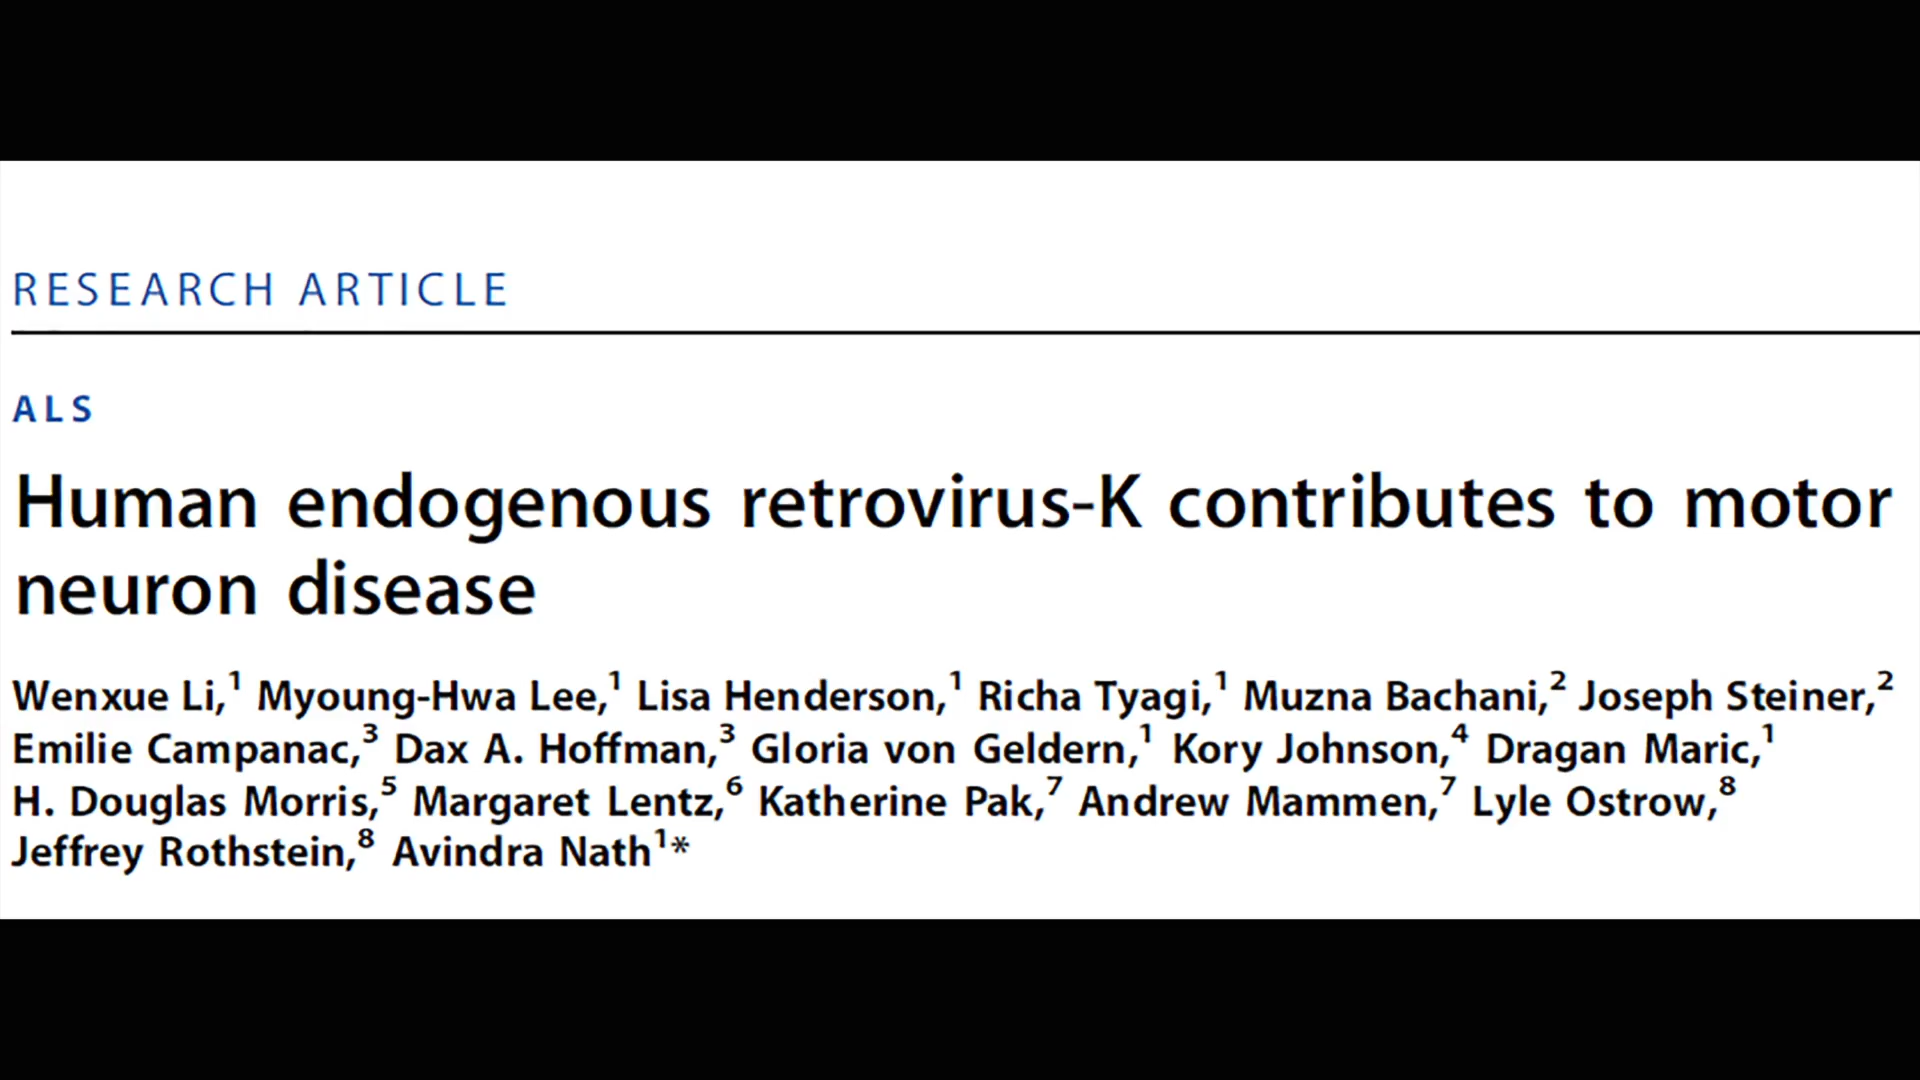 RESEARCH ARTICLE
ALS
Human endogenous retrovirus-K contributes to motor
neuron disease
Wenxue Li,¹ Myoung-Hwa Lee,¹ Lisa Henderson,¹ Richa Tyagi,¹ Muzna Bachani,² Joseph Steiner,²
Emilie Campanac,³ Dax A. Hoffman,³ Gloria von Geldern,¹ Kory Johnson,⁴ Dragan Maric,¹
H. Douglas Morris,⁵ Margaret Lentz,⁶ Katherine Pak,⁷ Andrew Mammen,⁷ Lyle Ostrow,⁸
Jeffrey Rothstein,⁸ Avindra Nath¹*